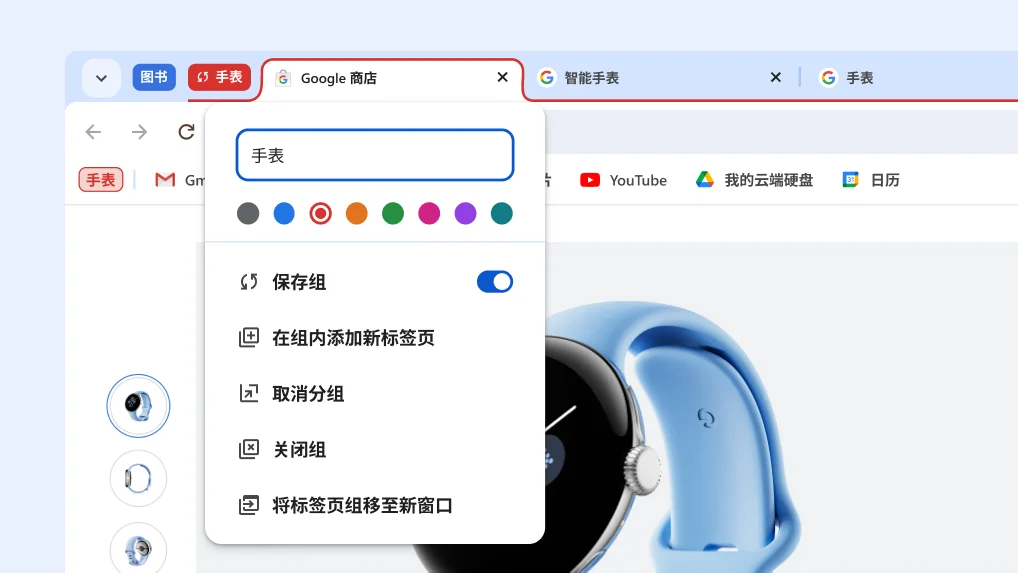 图书
手表
Google 商店
智能手表
手表
手表
手表
YouTube
我的云端硬盘
日历
保存组
在组内添加新标签页
取消分组
关闭组
将标签页组移至新窗口